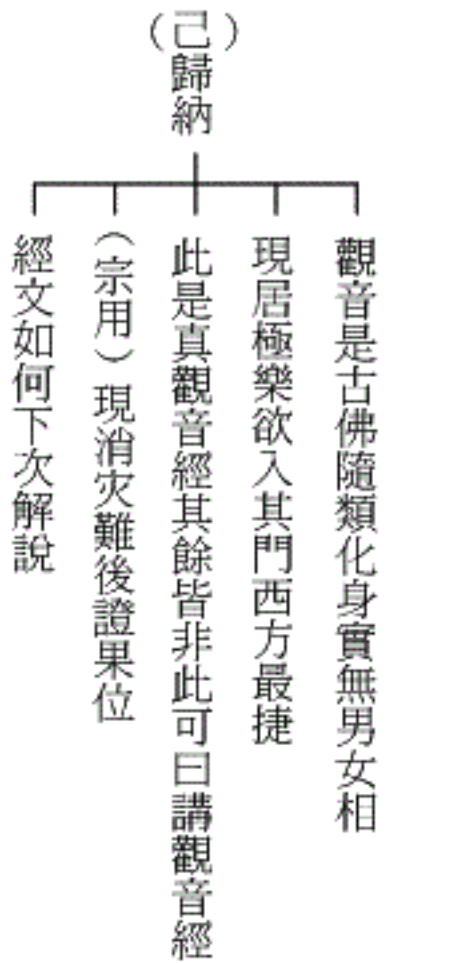 （己）歸納
觀音是古佛隨類化身實無男女相
現居極樂欲入其門西方最捷
此是真觀音經其餘皆非此可曰講觀音經
（宗用）現消灾難後證果位
經文如何下次解說